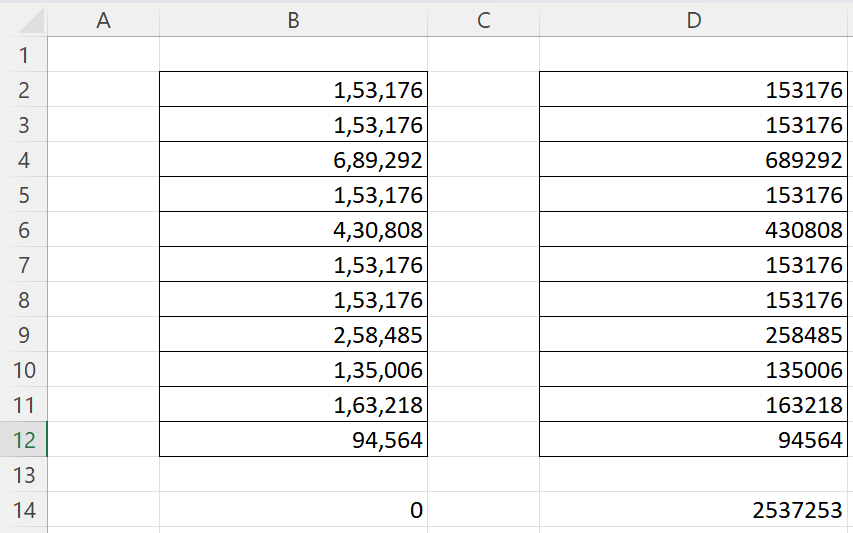 A B C D
1
2 1,53,176 153176
3 1,53,176 153176
4 6,89,292 689292
5 1,53,176 153176
6 4,30,808 430808
7 1,53,176 153176
8 1,53,176 153176
9 2,58,485 258485
10 1,35,006 135006
11 1,63,218 163218
12 94,564 94564
13
14 0 2537253